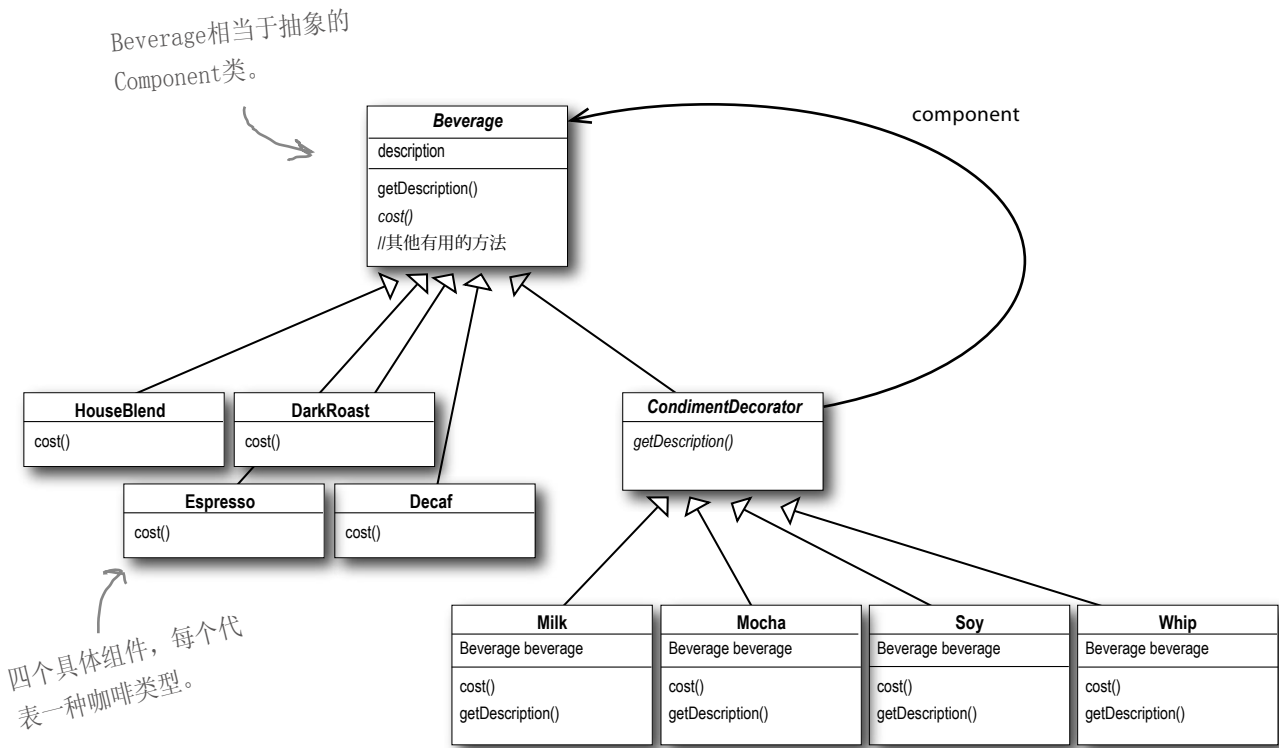 Beverage相当于抽象的
Component类。
component
Beverage
description
getDescription()
cost()
//其他有用的方法
HouseBlend
cost()
DarkRoast
cost()
Espresso
cost()
Decaf
cost()
CondimentDecorator
getDescription()
四个具体组件，每个代
表一种咖啡类型。
Milk
Beverage beverage
cost()
getDescription()
Mocha
Beverage beverage
cost()
getDescription()
Soy
Beverage beverage
cost()
getDescription()
Whip
Beverage beverage
cost()
getDescription()